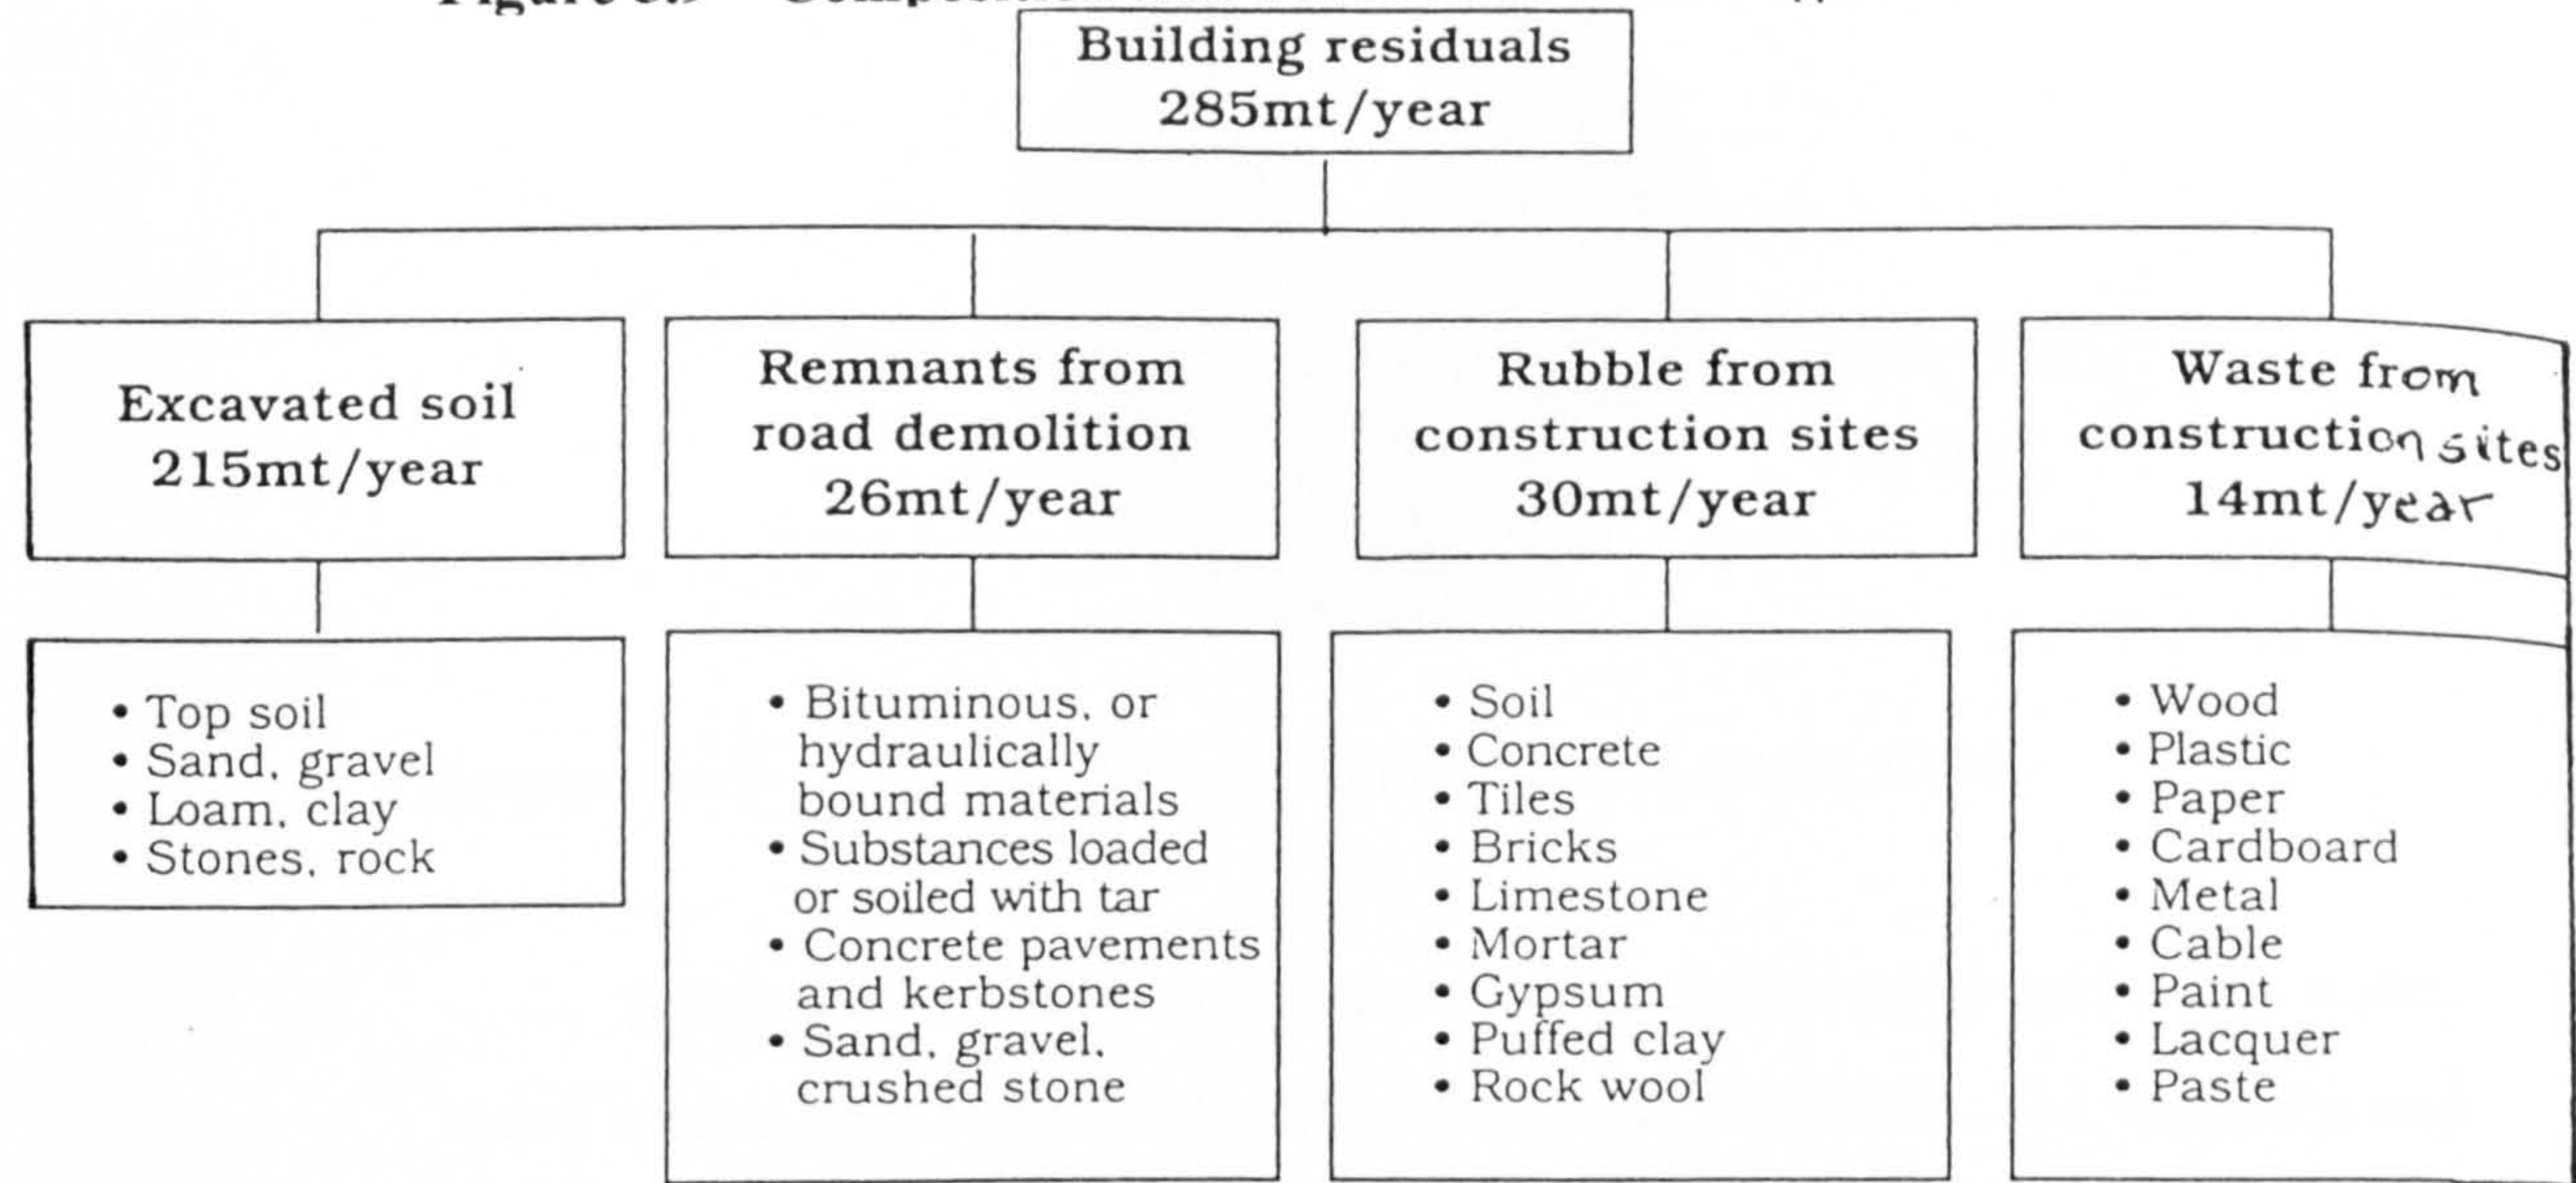 Building residuals
285mt/year
Excavated soil
215mt/year
Remnants from
road demolition
26mt/year
Rubble from
construction sites
30mt/year
Waste from
construction sites
14mt/year
• Top soil
• Sand, gravel
• Loam, clay
• Stones, rock
• Bituminous, or
hydraulically
bound materials
• Substances loaded
or soiled with tar
• Concrete pavements
and kerbstones
• Sand, gravel,
crushed stone
• Soil
• Concrete
• Tiles
• Bricks
• Limestone
• Mortar
• Gypsum
• Puffed clay
• Rock wool
• Wood
• Plastic
• Paper
• Cardboard
• Metal
• Cable
• Paint
• Lacquer
• Paste